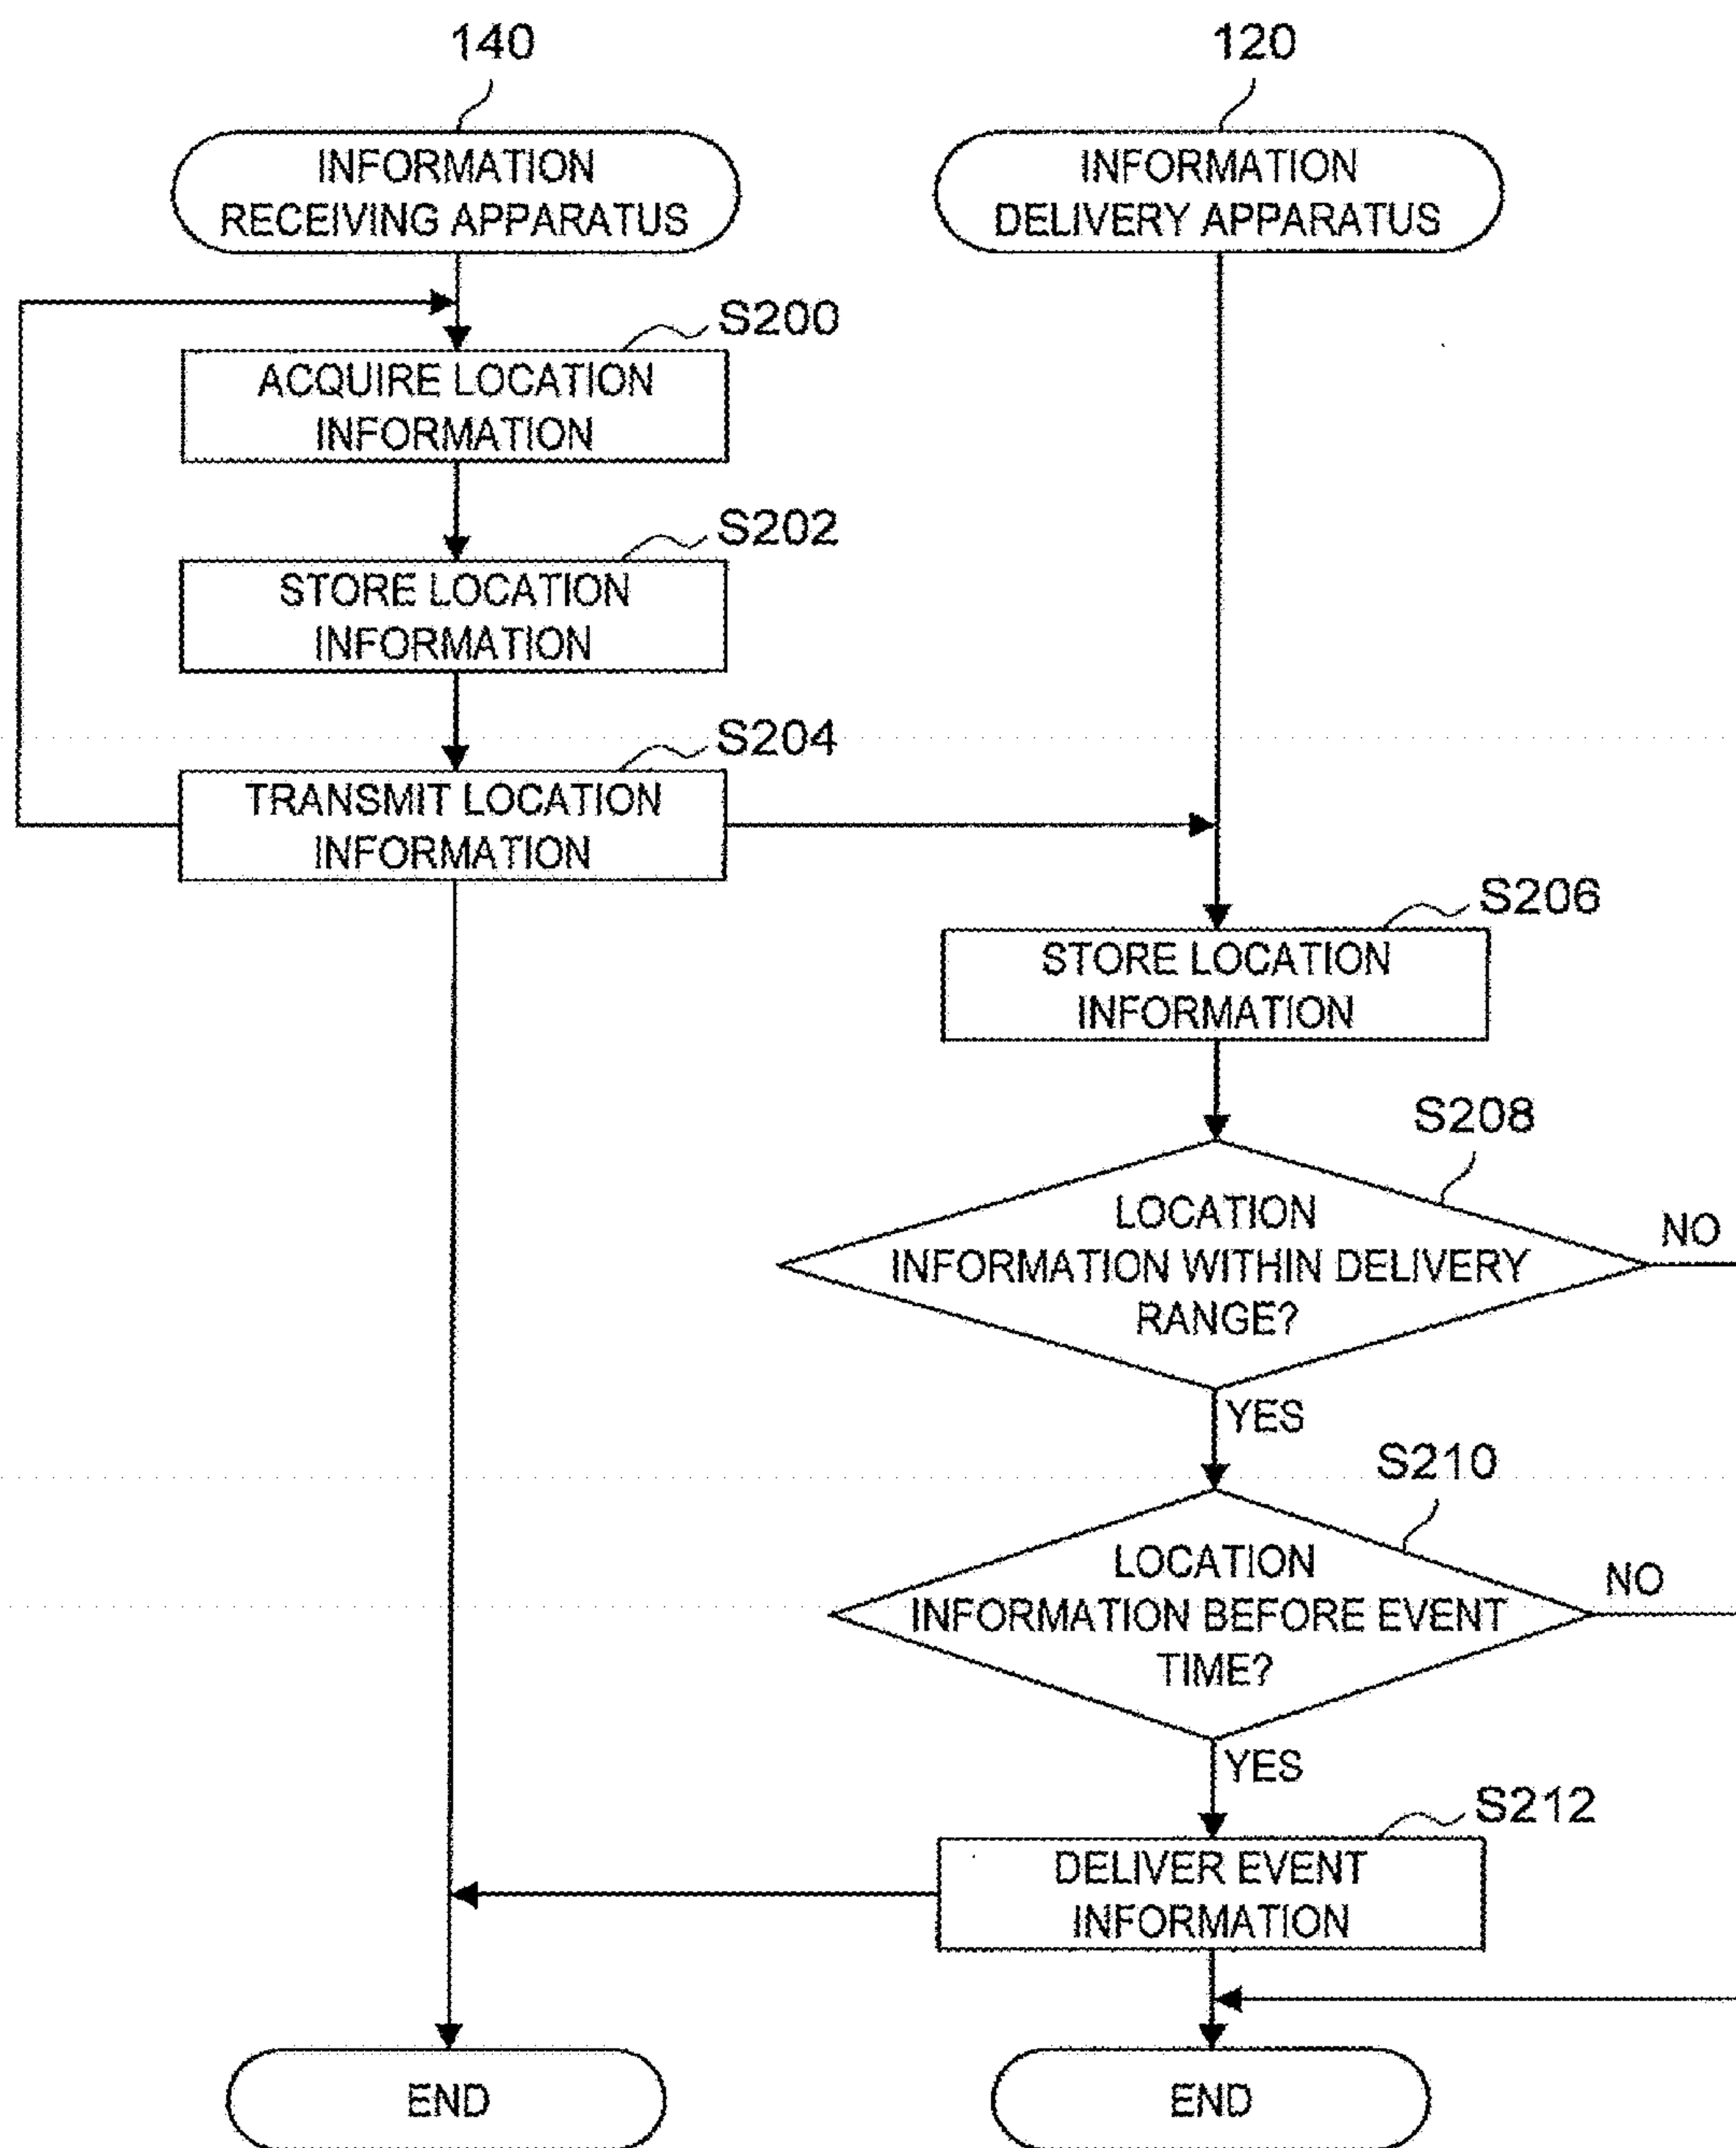 140
INFORMATION
RECEIVING APPARATUS
120
INFORMATION
DELIVERY APPARATUS
S200
ACQUIRE LOCATION
INFORMATION
S202
STORE LOCATION
INFORMATION
S204
TRANSMIT LOCATION
INFORMATION
S206
STORE LOCATION
INFORMATION
S208
LOCATION
INFORMATION WITHIN DELIVERY
RANGE?
NO
YES
S210
LOCATION
INFORMATION BEFORE EVENT
TIME?
NO
YES
S212
DELIVER EVENT
INFORMATION
END
END